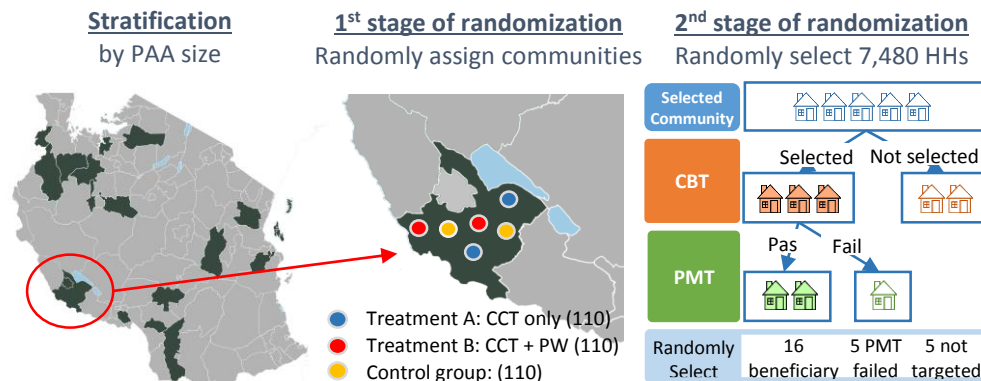 Stratification
by PAA size
1st stage of randomization
Randomly assign communities
Treatment A: CCT only (110)
Treatment B: CCT + PW (110)
Control group: (110)
2nd stage of randomization
Randomly select 7,480 HHs
Selected
Community
Selected
Not selected
CBT
Pas
Fail
PMT
Randomly
Select
16
beneficiary
5 PMT
failed
5 not
targeted